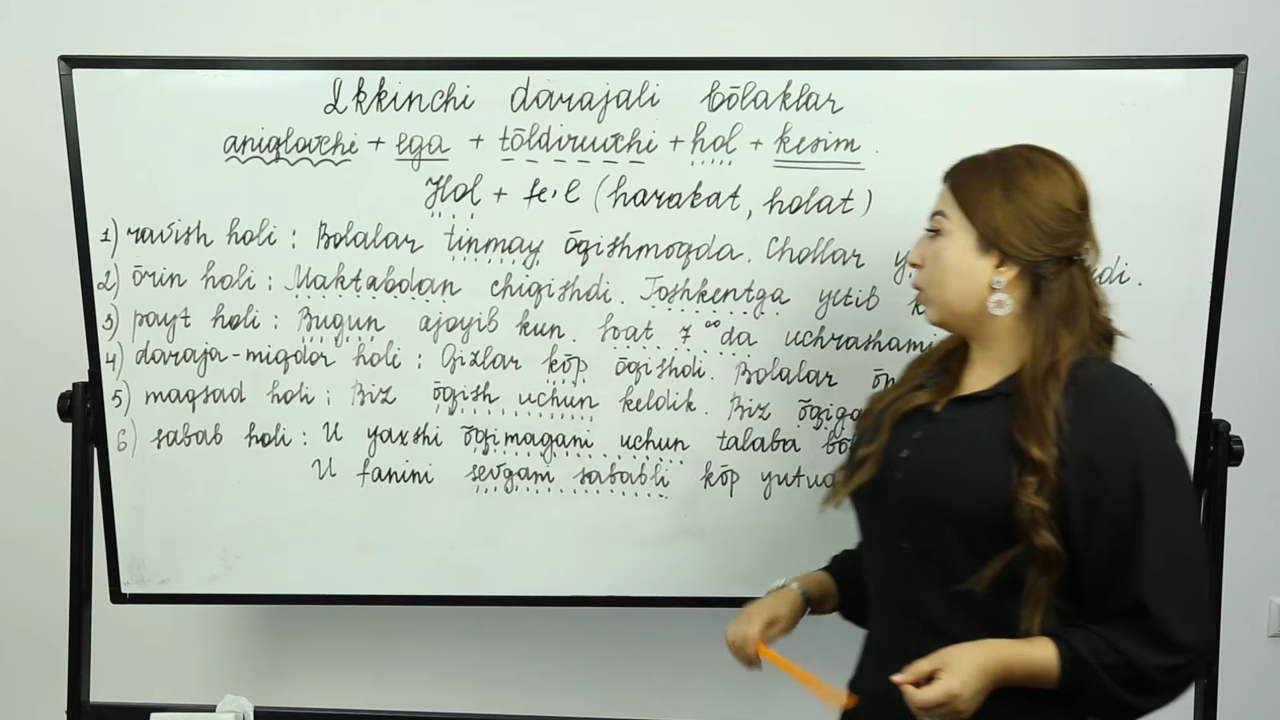 Ikkinchi darajali bōlaklar
aniqlovchi + ega + tōldiruvchi + hol + kesim.
Hol + fe'l (harakat, holat)
1) ravish holi: Bolalar tinmay ōqishmoqda. Chollar
2) ōrin holi: Maktabdan chiqishdi. Toshkentga yetib
3) payt holi: Bugun ajoyib kun. Soat 7⁰⁰da
4) daraja-miqdor holi: Qizlar kōp ōqishdi. Bolalar
5) maqsad holi: Biz ōqish uchun keldik. Biz
6) sabab holi: U yaxshi ōqimagani uchun talaba
U fanini sevgani sababli kōp